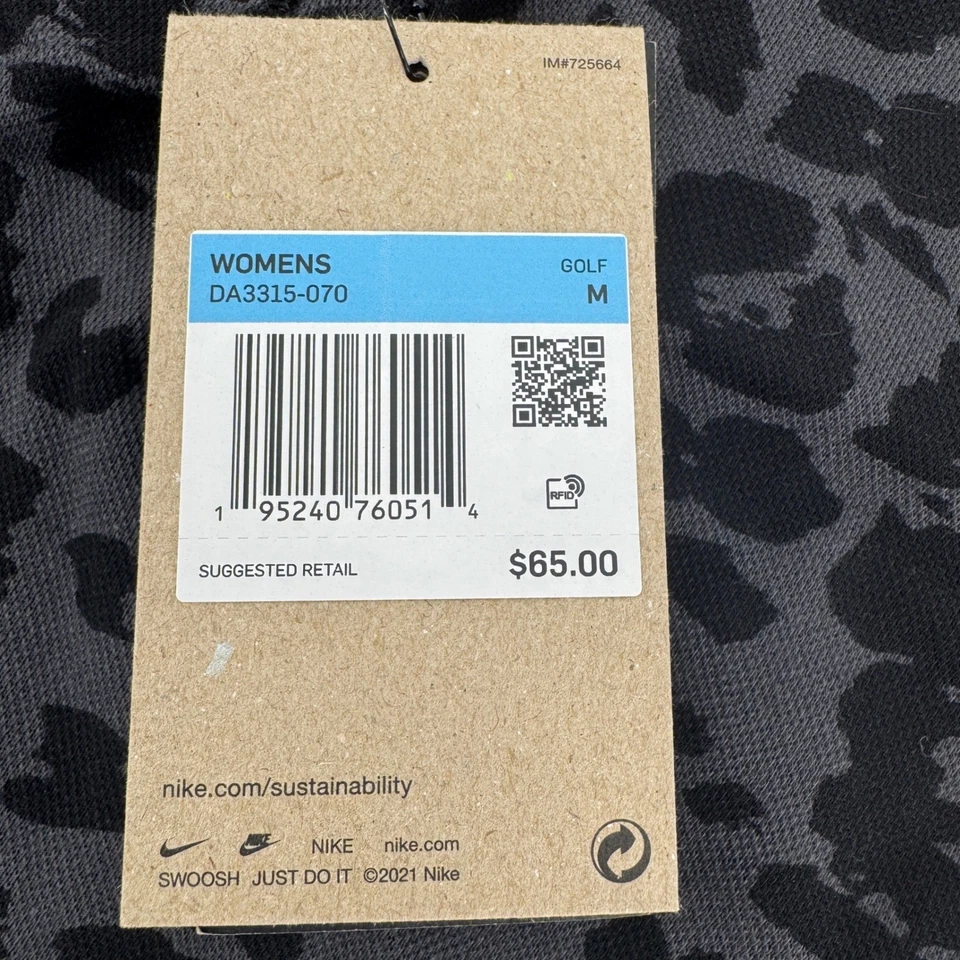 IM#725664
WOMENS GOLF
DA3315-070 M
RFID
1 95240 76051 4
SUGGESTED RETAIL $65.00
nike.com/sustainability
NIKE nike.com
SWOOSH JUST DO IT ©2021 Nike